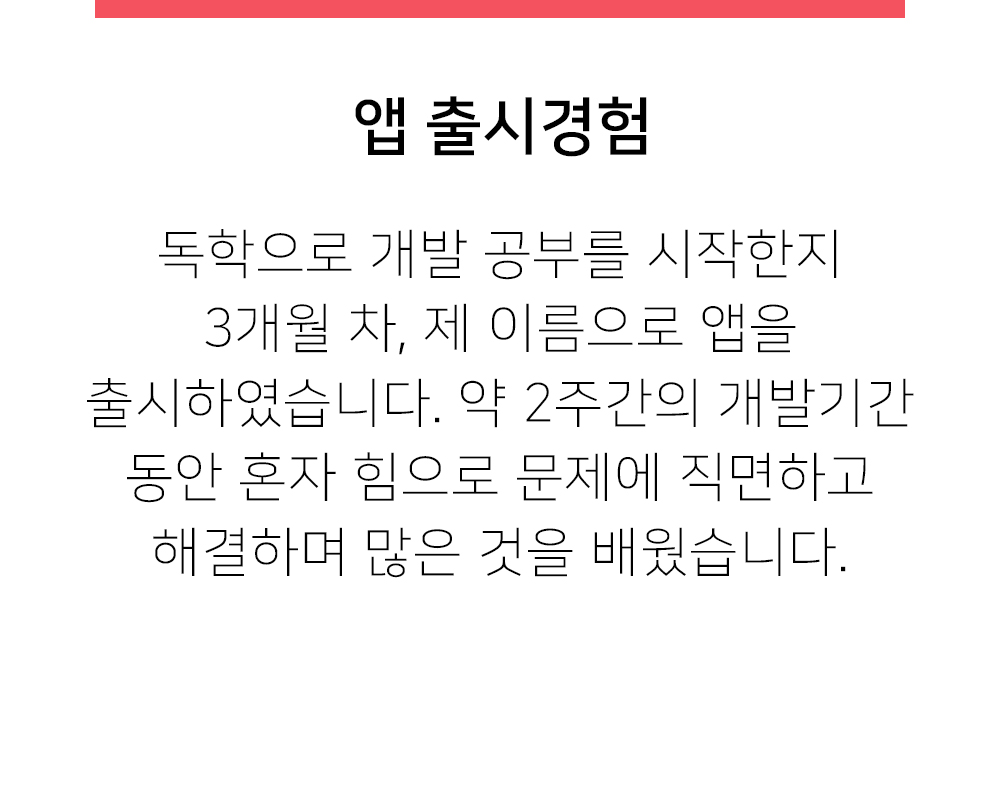 앱 출시경험
독학으로 개발 공부를 시작한지
3개월 차, 제 이름으로 앱을
출시하였습니다. 약 2주간의 개발기간
동안 혼자 힘으로 문제에 직면하고
해결하며 많은 것을 배웠습니다.